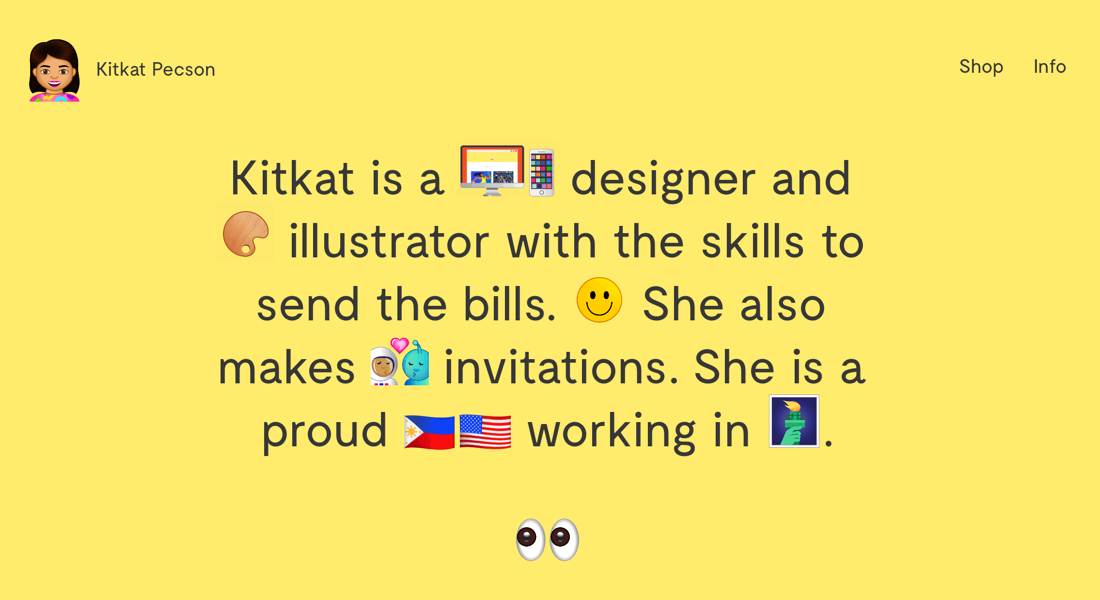 Kitkat Pecson
Shop
Info
Kitkat is a designer and
illustrator with the skills to
send the bills. She also
makes invitations. She is a
proud working in .